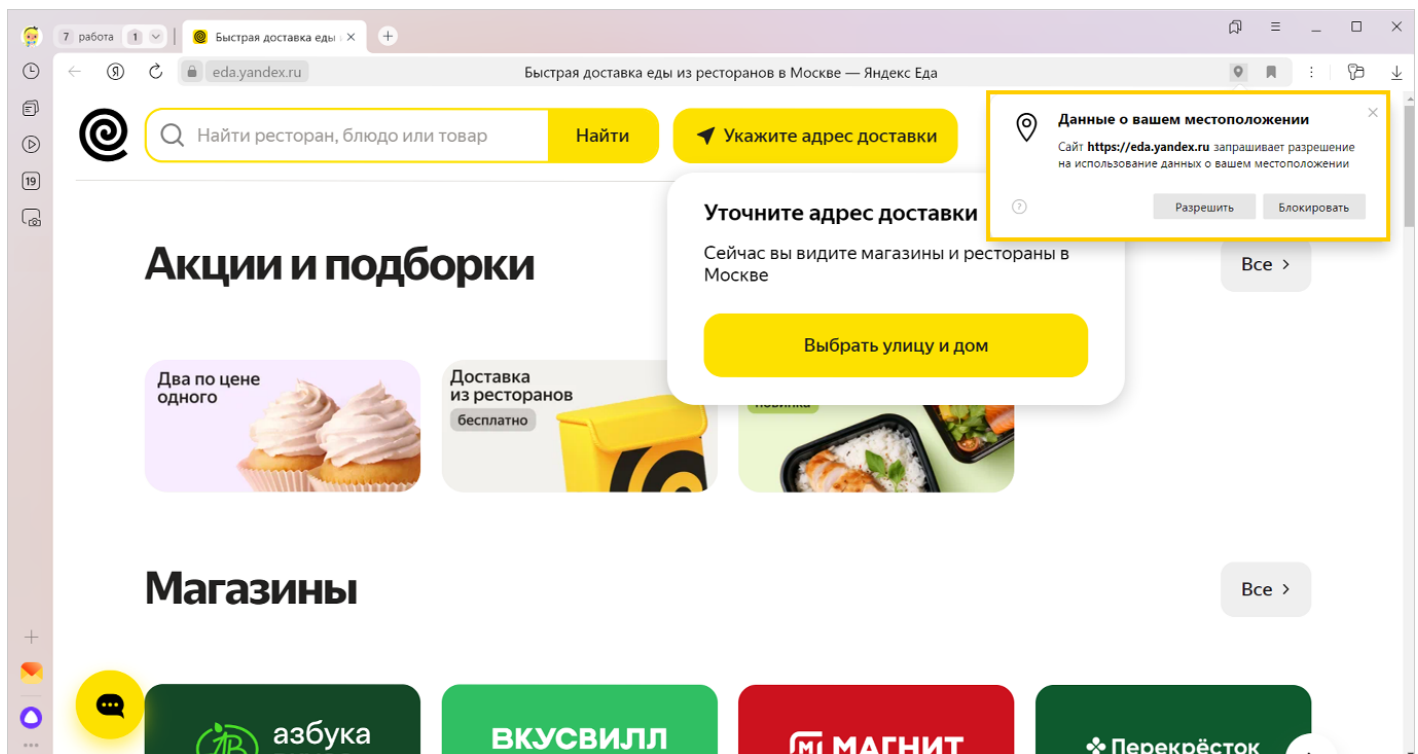 7 работа 1
Быстрая доставка еды
eda.yandex.ru
Быстрая доставка еды из ресторанов в Москве — Яндекс Еда
Найти ресторан, блюдо или товар
Найти
Укажите адрес доставки
Данные о вашем местоположении
Сайт https://eda.yandex.ru запрашивает разрешение
на использование данных о вашем местоположении
Разрешить
Блокировать
19
Уточните адрес доставки
Сейчас вы видите магазины и рестораны в
Москве
Выбрать улицу и дом
Акции и подборки
Все
Два по цене
одного
Доставка
из ресторанов
бесплатно
новинка
Магазины
Все
азбука
ВКУСВИЛЛ
МАГНИТ
Перекрёсток